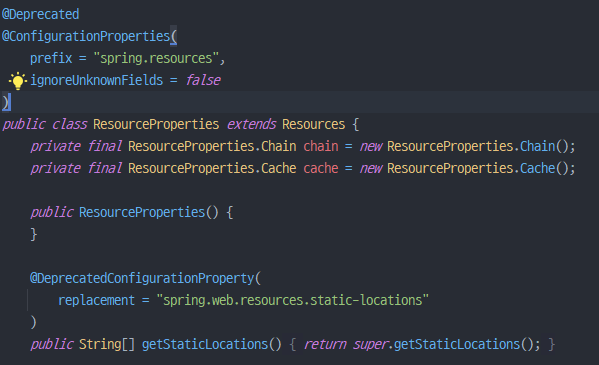 @Deprecated
@ConfigurationProperties(
prefix = "spring.resources",
ignoreUnknownFields = false
)
public class ResourceProperties extends Resources {
private final ResourceProperties.Chain chain = new ResourceProperties.Chain();
private final ResourceProperties.Cache cache = new ResourceProperties.Cache();
public ResourceProperties() {
}
@DeprecatedConfigurationProperty(
replacement = "spring.web.resources.static-locations"
)
public String[] getStaticLocations() { return super.getStaticLocations(); }